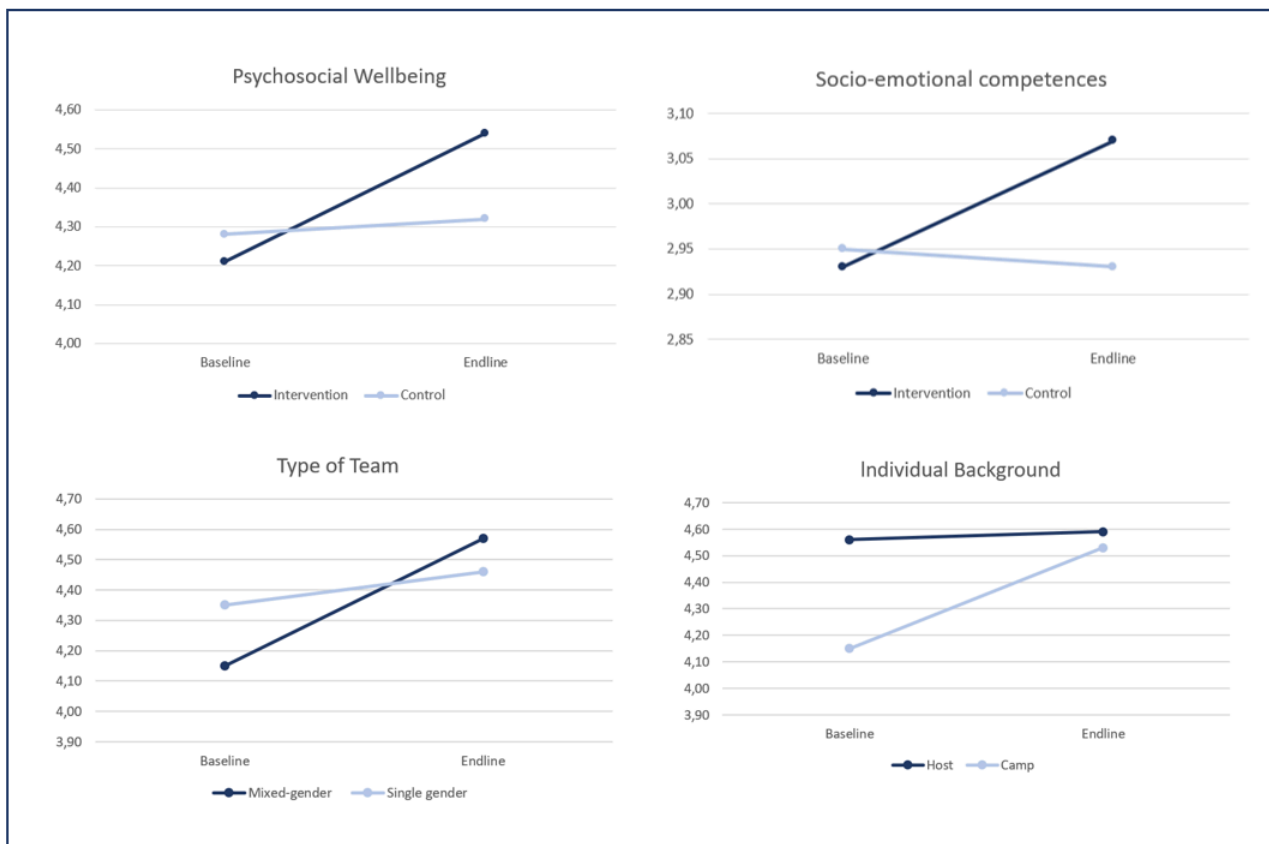 Psychosocial Wellbeing
4,60
4,50
4,40
4,30
4,20
4,10
4,00
Baseline Endline
Intervention Control
Socio-emotional competences
3,10
3,05
3,00
2,95
2,90
2,85
Baseline Endline
Intervention Control
Type of Team
4,70
4,60
4,50
4,40
4,30
4,20
4,10
4,00
3,90
Baseline Endline
Mixed-gender Single gender
Individual Background
4,70
4,60
4,50
4,40
4,30
4,20
4,10
4,00
3,90
Baseline Endline
Host Camp